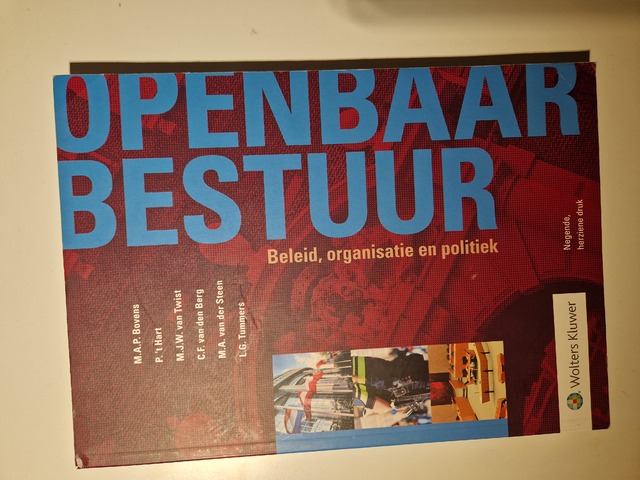 OPENBAAR
BESTUUR
Beleid, organisatie en politiek
Negende,
herziene druk
M.A.P. Bovens
P. 't Hart
M.J.W. van Twist
C.F. van den Berg
M.A. van der Steen
L.G. Tummers
Wolters Kluwer